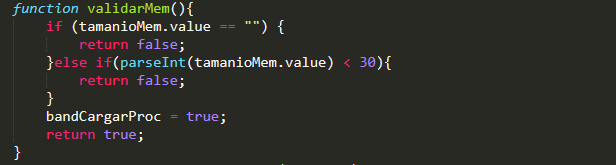 function validarMem(){
    if (tamanioMem.value == "") {
        return false;
    }else if(parseInt(tamanioMem.value) < 30){
        return false;
    }
    bandCargarProc = true;
    return true;
}